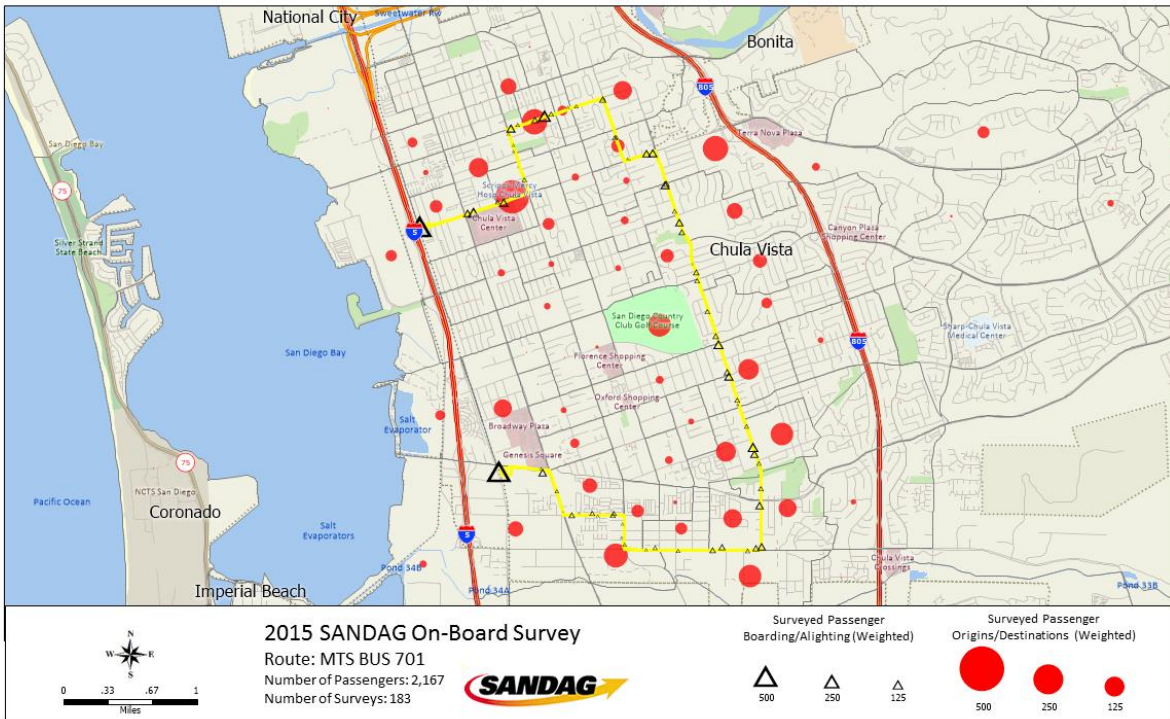 National City
Sweetwater Rw
Bonita
805
Terra Nova Plaza
San Diego Bay
75
Silver Strand
State Beach
Scripps Mercy
Hosp Chula Vista
Chula Vista
Center
5
Canyon Plaza
Shopping Center
Chula Vista
San Diego Country
Club Golf Course
San Diego Bay
Sharp Chula Vista
Medical Center
805
Florence Shopping
Center
Oxford Shopping
Center
Salt
Evaporator
Broadway Plaza
Genesis Square
75
NCTS San Diego
Pacific Ocean
Coronado
Salt
Evaporators
5
Chula Vista
Crossings
Pond 34B
Imperial Beach
Pond 34A
Pond 33B
N
W E
S
0 .33 .67 1
Miles
2015 SANDAG On-Board Survey
Route: MTS BUS 701
Number of Passengers: 2,167
Number of Surveys: 183
SANDAG
Surveyed Passenger
Boarding/Alighting (Weighted)
500 250 125
Surveyed Passenger
Origins/Destinations (Weighted)
500 250 125